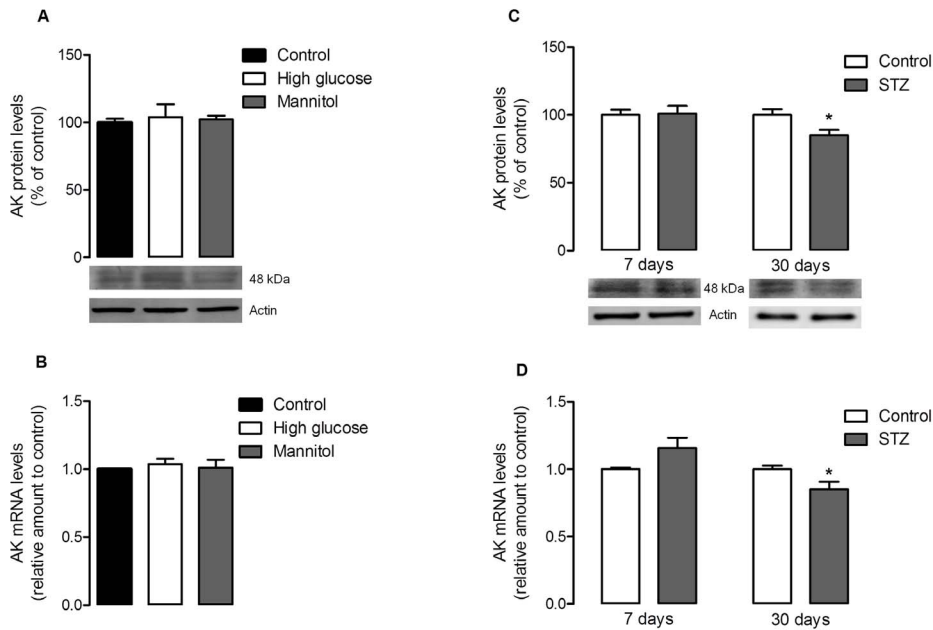 A
AK protein levels
(% of control)
150
100
50
0
Control
High glucose
Mannitol
48 kDa
Actin
B
AK mRNA levels
(relative amount to control)
1.5
1.0
0.5
0.0
Control
High glucose
Mannitol
C
AK protein levels
(% of control)
150
100
50
0
Control
STZ
*
7 days
30 days
48 kDa
Actin
D
AK mRNA levels
(relative amount to control)
1.5
1.0
0.5
0.0
Control
STZ
*
7 days
30 days